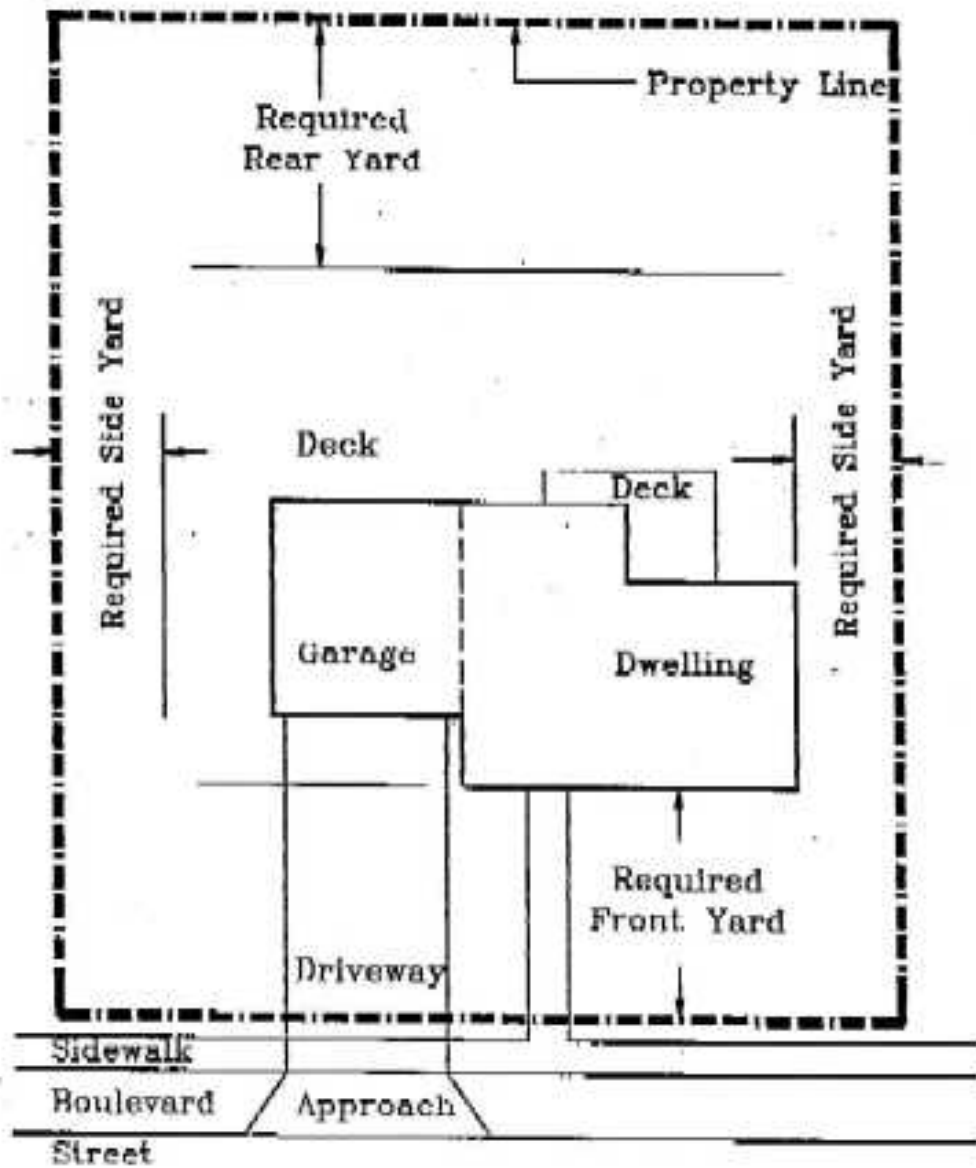 Property Line
Required
Rear Yard
Required Side Yard
Required Side Yard
Deck
Deck
Garage
Dwelling
Required
Front Yard
Driveway
Sidewalk
Boulevard
Approach
Street